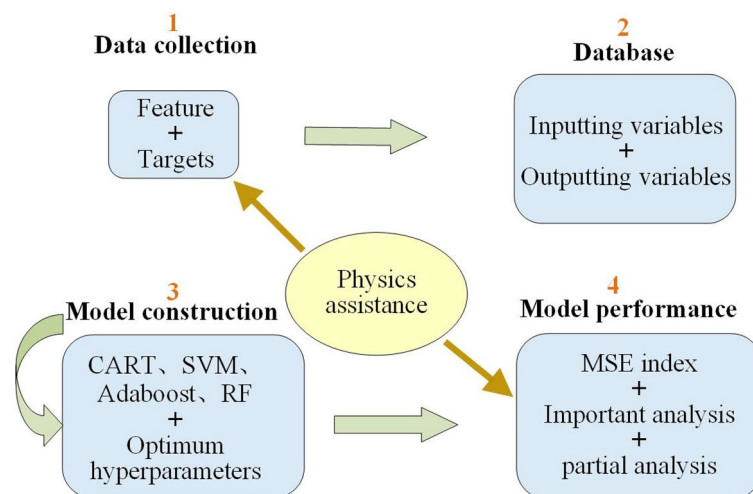 1
Data collection
Feature
+
Targets
2
Database
Inputting variables
+
Outputting variables
Physics
assistance
3
Model construction
CART、SVM、
Adaboost、RF
+
Optimum
hyperparameters
4
Model performance
MSE index
+
Important analysis
+
partial analysis